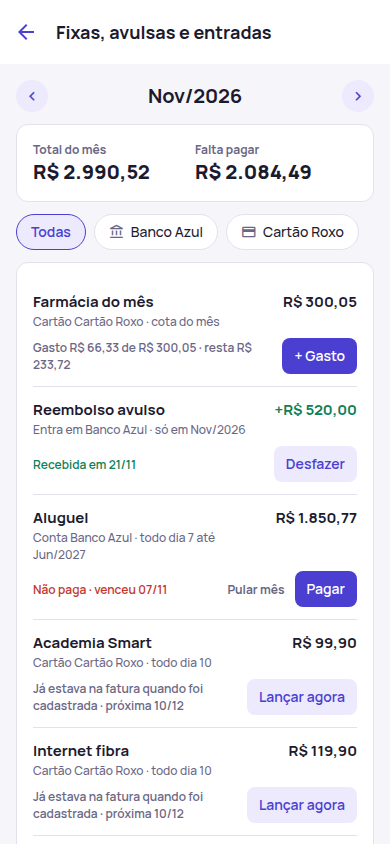 Fixas, avulsas e entradas
Nov/2026
Total do mês
R$ 2.990,52
Falta pagar
R$ 2.084,49
Todas
Banco Azul
Cartão Roxo
Farmácia do mês
R$ 300,05
Cartão Cartão Roxo · cota do mês
Gasto R$ 66,33 de R$ 300,05 · resta R$
233,72
+ Gasto
Reembolso avulso
+R$ 520,00
Entra em Banco Azul · só em Nov/2026
Recebida em 21/11
Desfazer
Aluguel
R$ 1.850,77
Conta Banco Azul · todo dia 7 até
Jun/2027
Não paga · venceu 07/11
Pular mês
Pagar
Academia Smart
R$ 99,90
Cartão Cartão Roxo · todo dia 10
Já estava na fatura quando foi
cadastrada · próxima 10/12
Lançar agora
Internet fibra
R$ 119,90
Cartão Cartão Roxo · todo dia 10
Já estava na fatura quando foi
cadastrada · próxima 10/12
Lançar agora